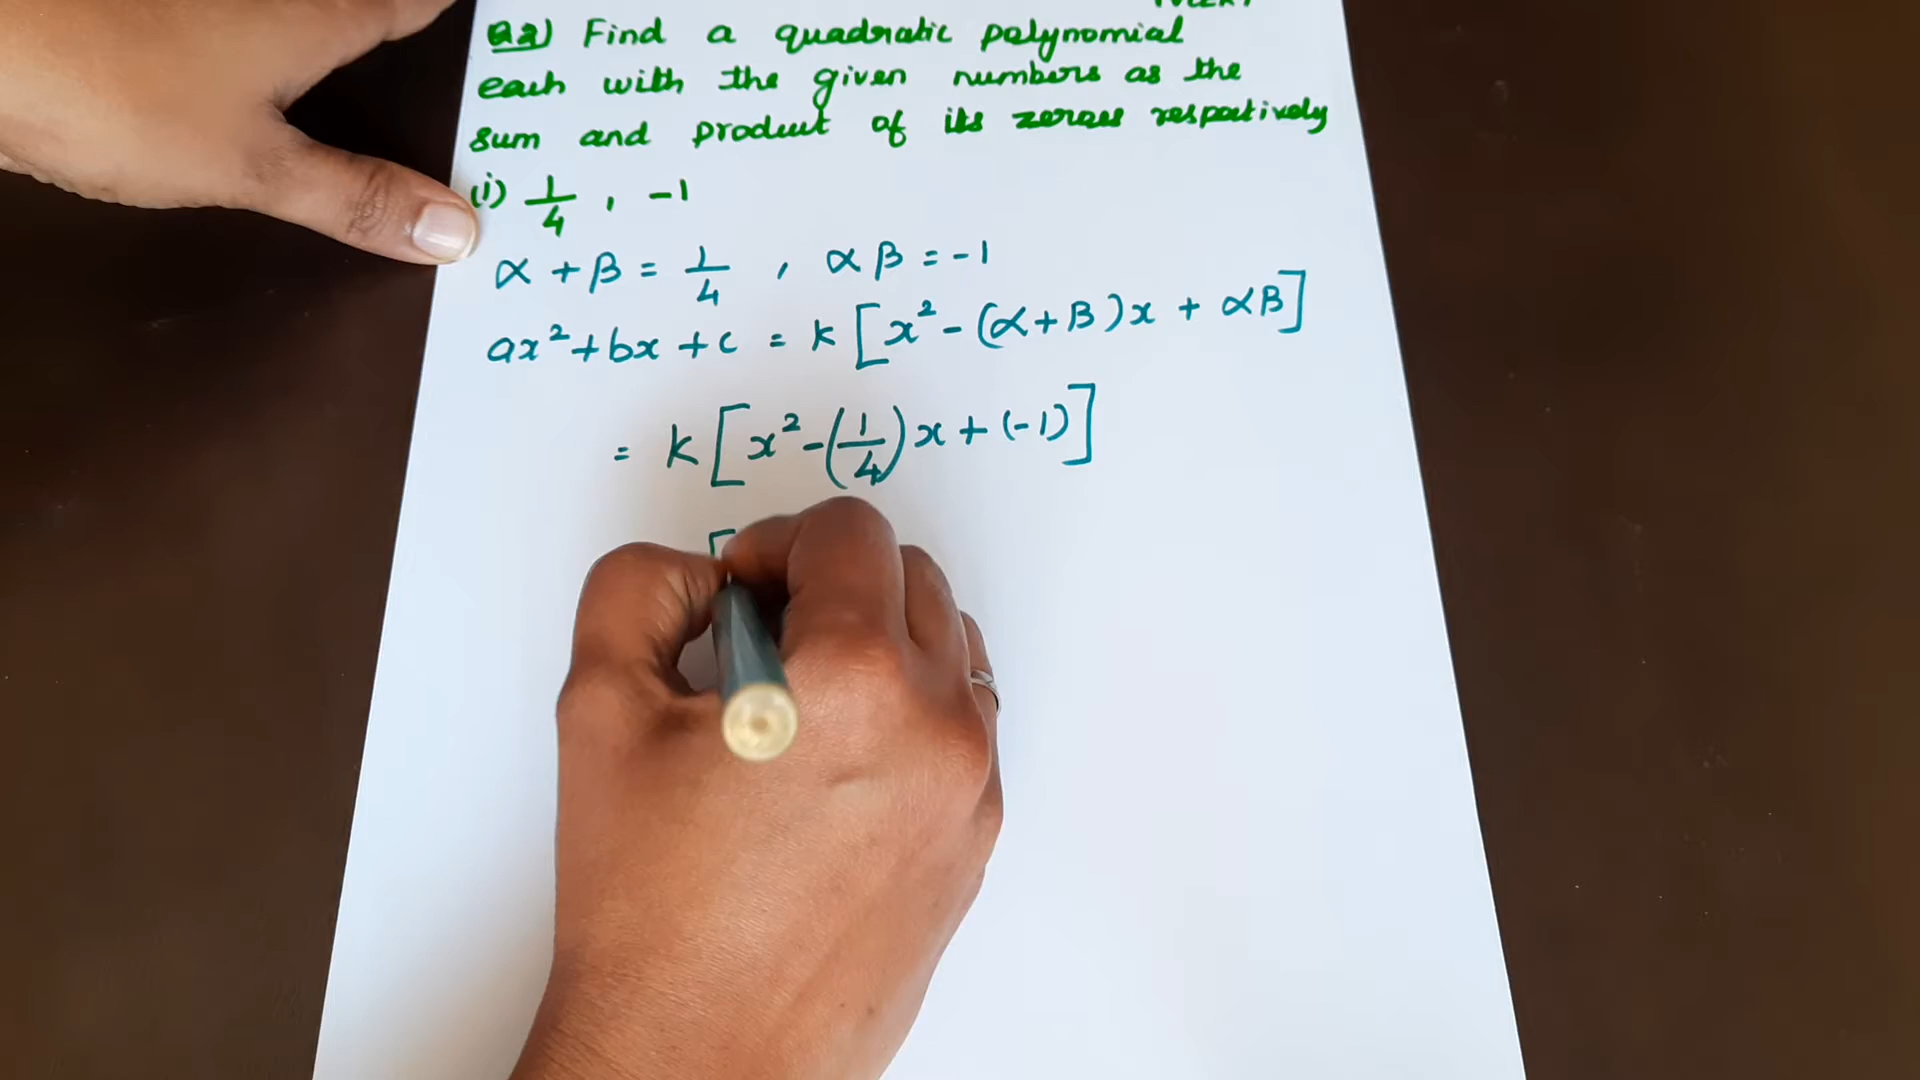 Q2) Find a quadratic polynomial
each with the given numbers as the
sum and product of its zeroes respectively
(i) 1/4 , -1
α + β = 1/4 , αβ = -1
ax² + bx + c = k [x² - (α + β)x + αβ]
= k [x² - (1/4)x + (-1)]
[